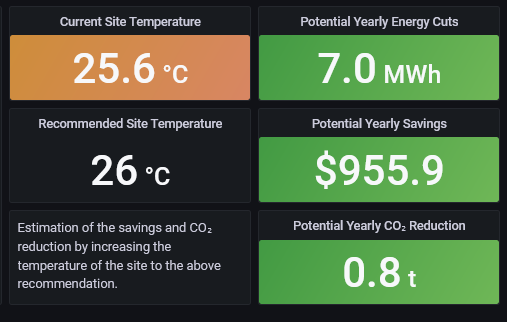 Current Site Temperature
25.6 °C
Potential Yearly Energy Cuts
7.0 MWh
Recommended Site Temperature
26 °C
Potential Yearly Savings
$955.9
Estimation of the savings and CO₂
reduction by increasing the
temperature of the site to the above
recommendation.
Potential Yearly CO₂ Reduction
0.8 t